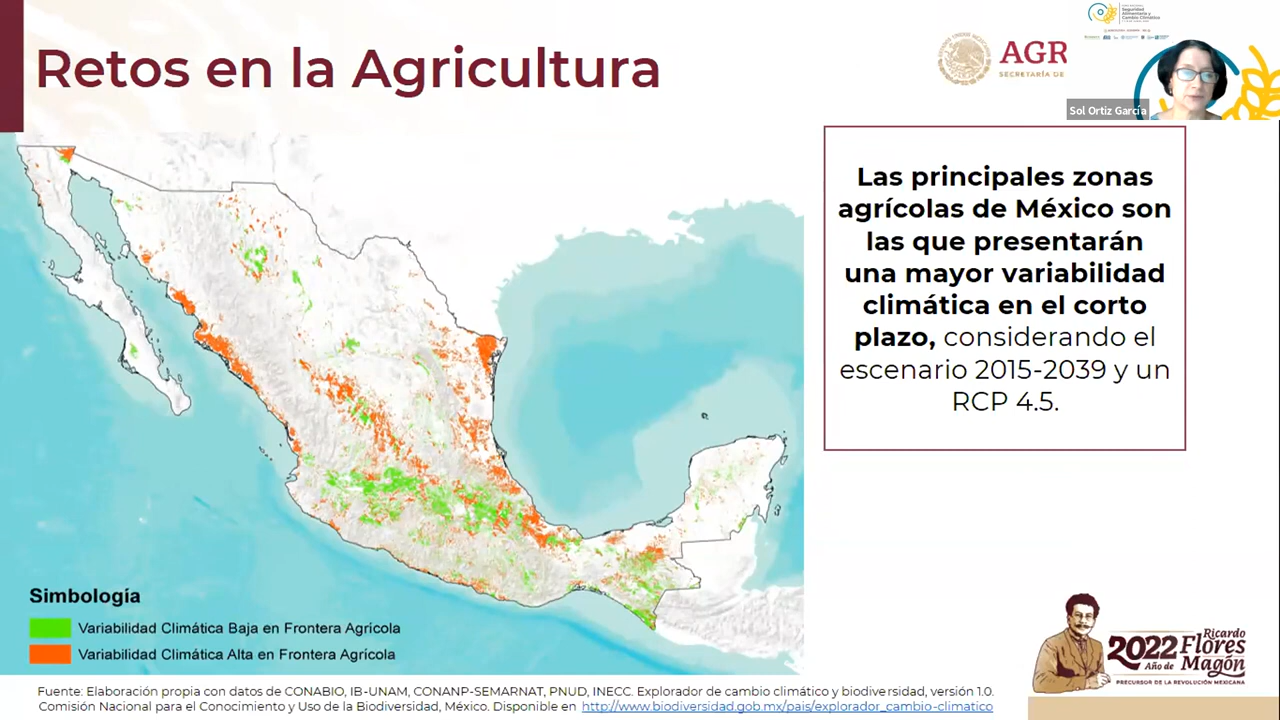 Retos en la Agricultura
Seguridad
Alimentaria y
Cambio Climático
AGR
SECRETARÍA DE
Sol Ortiz García
Las principales zonas
agrícolas de México son
las que presentarán
una mayor variabilidad
climática en el corto
plazo, considerando el
escenario 2015-2039 y un
RCP 4.5.
Simbología
Variabilidad Climática Baja en Frontera Agrícola
Variabilidad Climática Alta en Frontera Agrícola
2022 Ricardo
Flores
Año de Magón
PRECURSOR DE LA REVOLUCIÓN MEXICANA
Fuente: Elaboración propia con datos de CONABIO, IB-UNAM, CONANP-SEMARNAT, PNUD, INECC. Explorador de cambio climático y biodiversidad, versión 1.0.
Comisión Nacional para el Conocimiento y Uso de la Biodiversidad, México. Disponible en http://www.biodiversidad.gob.mx/pais/explorador_cambio-climatico